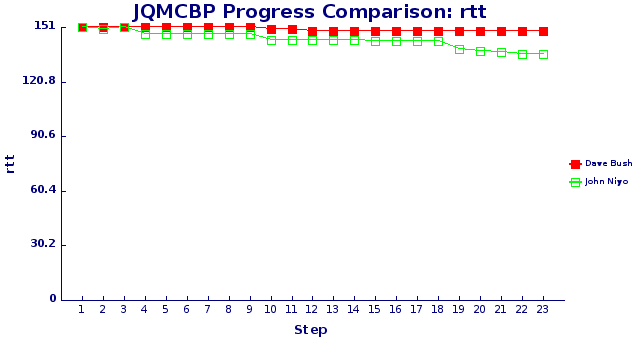 JQMCBP Progress Comparison: rtt
151
120.8
90.6
60.4
30.2
0
rtt
1 2 3 4 5 6 7 8 9 10 11 12 13 14 15 16 17 18 19 20 21 22 23
Step
Dave Bush
John Niyo